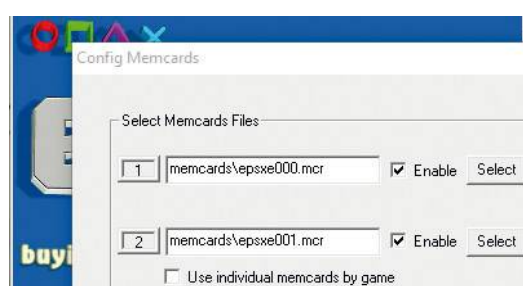 Config Memcards
Select Memcards Files
1 memcards\epsxe000.mcr Enable Select
2 memcards\epsxe001.mcr Enable Select
Use individual memcards by game